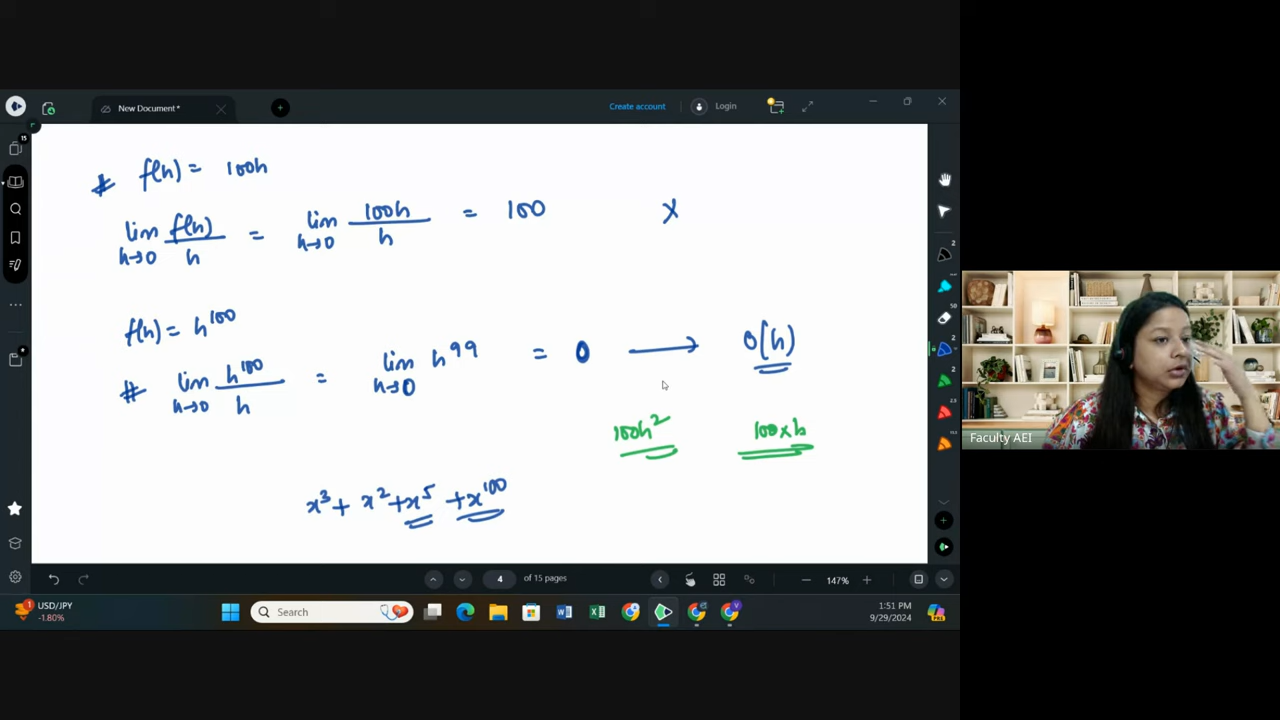 New Document*
Create account
Login
15
# f(h) = 100h
lim h→0 f(h)/h = lim h→0 100h/h = 100 X
f(h) = h^100
# lim h→0 h^100/h = lim h→0 h^99 = 0 → o(h)
100h^2 100xh
x^3 + x^2 + x^5 + x^100
Faculty AEI
4 of 15 pages
147%
USD/JPY
-1.80%
Search
1:51 PM
9/29/2024